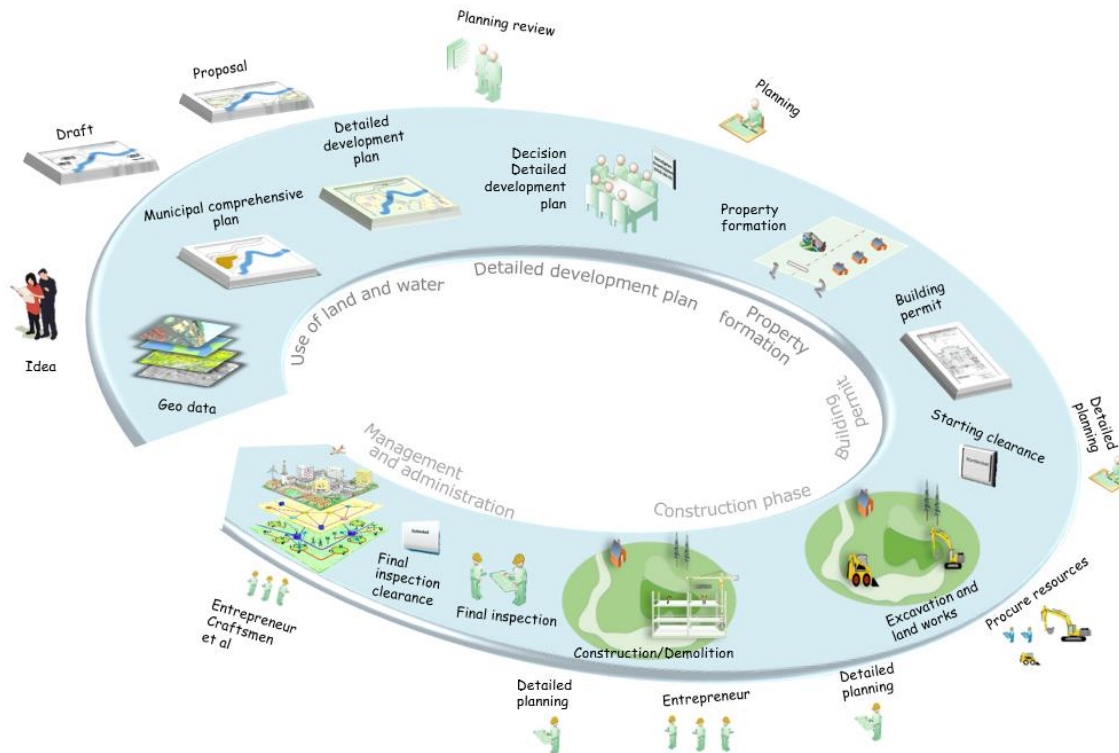 Planning review
Proposal
Planning
Draft
Detailed
development
plan
Decision
Detailed
development
plan
Municipal comprehensive
plan
Property
formation
Use of land and water
Detailed development plan
Property
formation
Building
permit
Idea
Geo data
Building
permit
Starting clearance
Detailed
planning
Management
and administration
Construction phase
1
2
Final
inspection
clearance
Final inspection
Construction/Demolition
Excavation and
land works
Procure resources
Entrepreneur
Craftsmen
et al
Detailed
planning
Entrepreneur
Detailed
planning